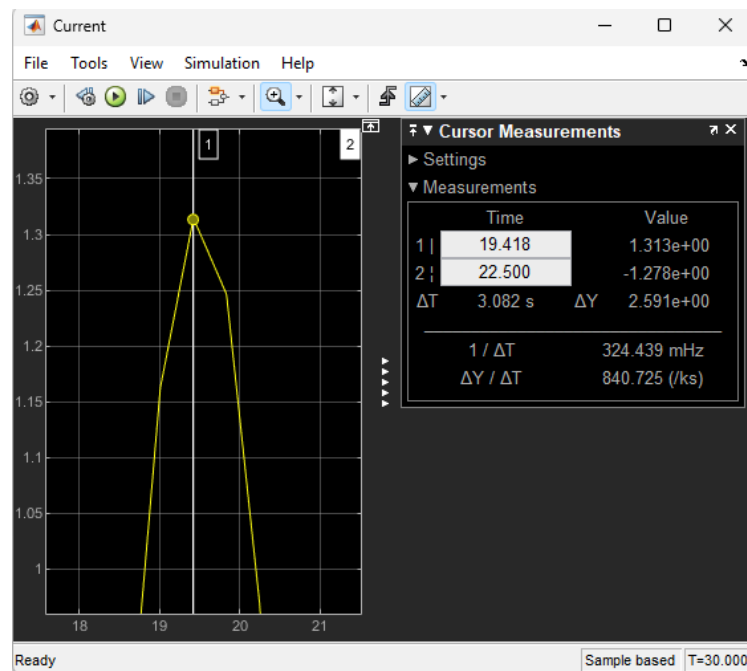 Current
File Tools View Simulation Help
1 2
Cursor Measurements
Settings
Measurements
Time Value
1 | 19.418 1.313e+00
2 ¦ 22.500 -1.278e+00
ΔT 3.082 s ΔY 2.591e+00
1 / ΔT 324.439 mHz
ΔY / ΔT 840.725 (/ks)
1.35
1.3
1.25
1.2
1.15
1.1
1.05
1
18 19 20 21
Ready Sample based T=30.000